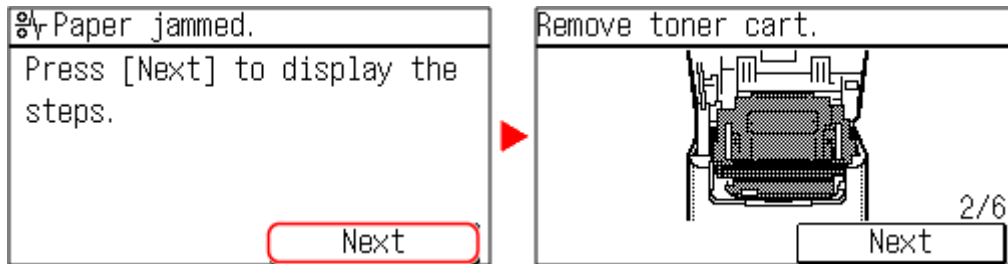 Paper jammed.
Press [Next] to display the
steps.
Next
Remove toner cart.
2/6
Next